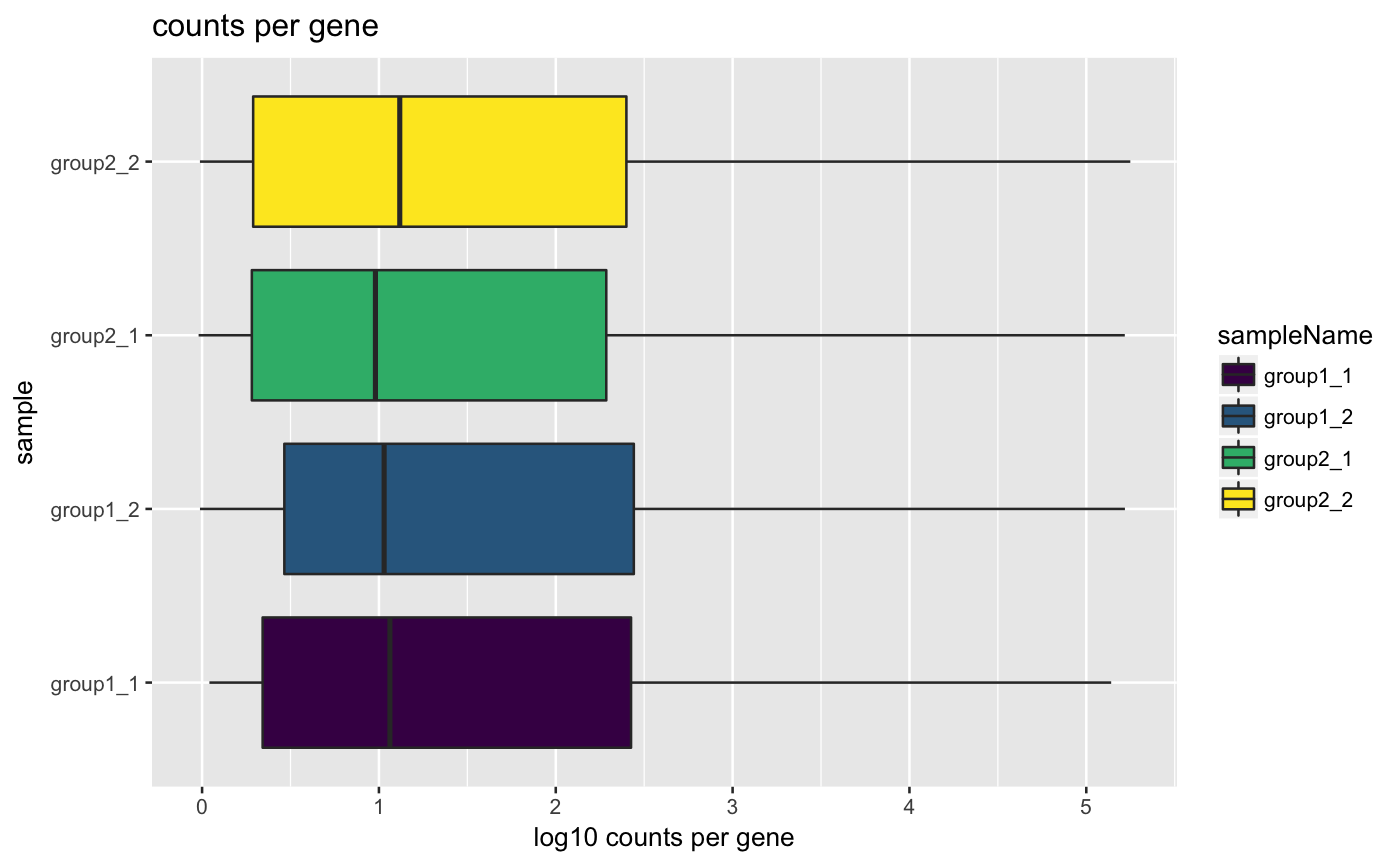 counts per gene
sample
group2_2
group2_1
group1_2
group1_1
0 1 2 3 4 5
log10 counts per gene
sampleName
group1_1
group1_2
group2_1
group2_2